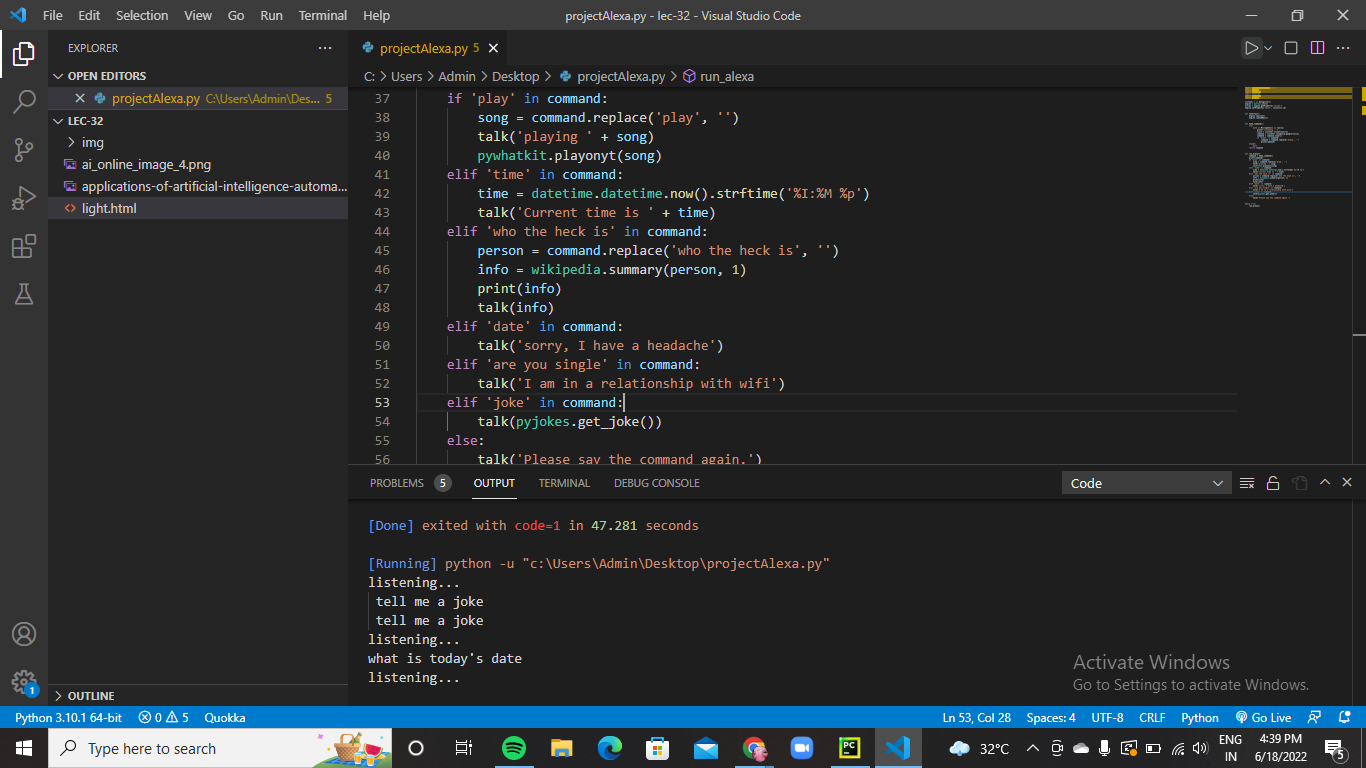 File Edit Selection View Go Run Terminal Help projectAlexa.py - lec-32 - Visual Studio Code
EXPLORER
OPEN EDITORS
projectAlexa.py C:\Users\Admin\Des... 5
LEC-32
img
ai_online_image_4.png
applications-of-artificial-intelligence-automa...
light.html
OUTLINE
projectAlexa.py 5
C: > Users > Admin > Desktop > projectAlexa.py > run_alexa
37 if 'play' in command:
38 song = command.replace('play', '')
39 talk('playing ' + song)
40 pywhatkit.playonyt(song)
41 elif 'time' in command:
42 time = datetime.datetime.now().strftime('%I:%M %p')
43 talk('Current time is ' + time)
44 elif 'who the heck is' in command:
45 person = command.replace('who the heck is', '')
46 info = wikipedia.summary(person, 1)
47 print(info)
48 talk(info)
49 elif 'date' in command:
50 talk('sorry, I have a headache')
51 elif 'are you single' in command:
52 talk('I am in a relationship with wifi')
53 elif 'joke' in command:
54 talk(pyjokes.get_joke())
55 else:
56 talk('Please say the command again.')
PROBLEMS 5 OUTPUT TERMINAL DEBUG CONSOLE Code
[Done] exited with code=1 in 47.281 seconds
[Running] python -u "c:\Users\Admin\Desktop\projectAlexa.py"
listening...
tell me a joke
tell me a joke
listening...
what is today's date
listening...
Activate Windows
Go to Settings to activate Windows.
1
Python 3.10.1 64-bit 0 5 Quokka Ln 53, Col 28 Spaces: 4 UTF-8 CRLF Python Go Live
Type here to search PC 32°C ENG 4:39 PM
IN 6/18/2022 5